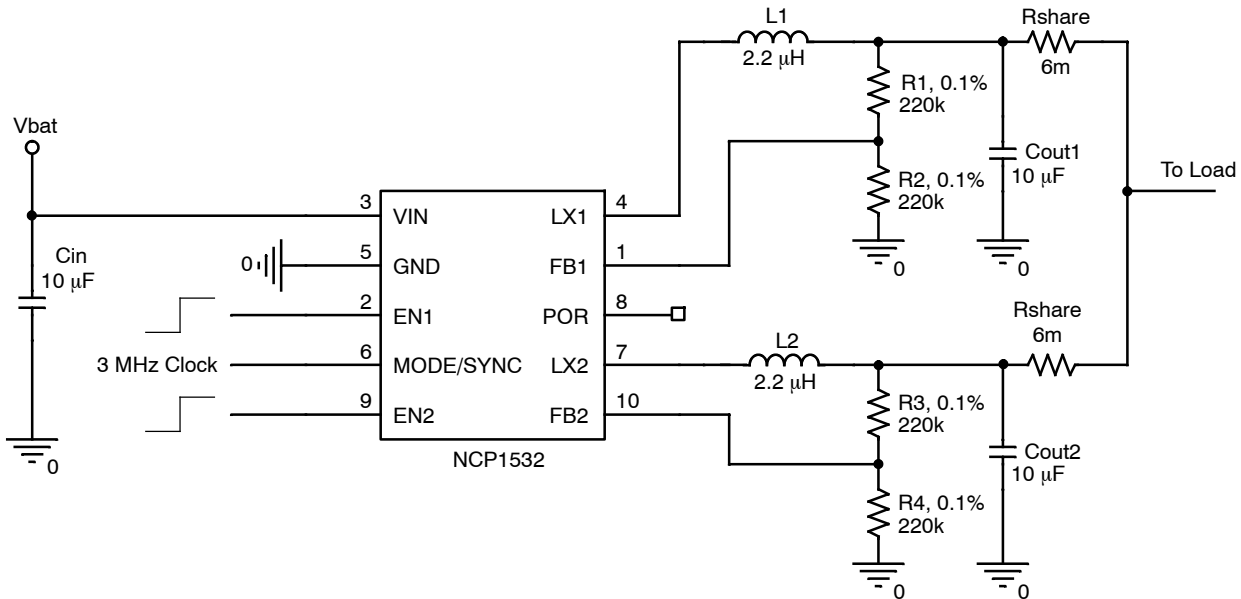 L1
2.2 μH
Rshare
6m
R1, 0.1%
220k
Vbat
Cout1
10 μF
To Load
R2, 0.1%
220k
3
VIN
LX1
4
Cin
10 μF
0
5
GND
FB1
1
0
0
2
EN1
POR
8
Rshare
6m
L2
2.2 μH
3 MHz Clock
6
MODE/SYNC
LX2
7
9
EN2
FB2
10
R3, 0.1%
220k
Cout2
10 μF
0
NCP1532
R4, 0.1%
220k
0
0